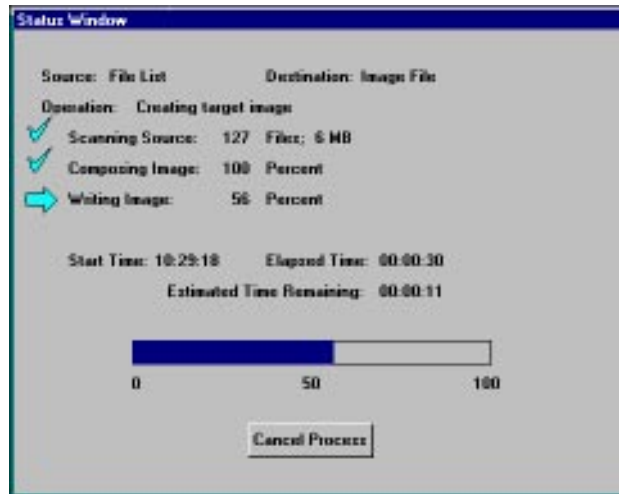 Status Window
Source: File List Destination: Image File
Operation: Creating target image
Scanning Source: 127 Files; 6 MB
Composing Image: 100 Percent
Writing Image: 56 Percent
Start Time: 10:29:18 Elapsed Time: 00:00:30
Estimated Time Remaining: 00:00:11
0 50 100
Cancel Process